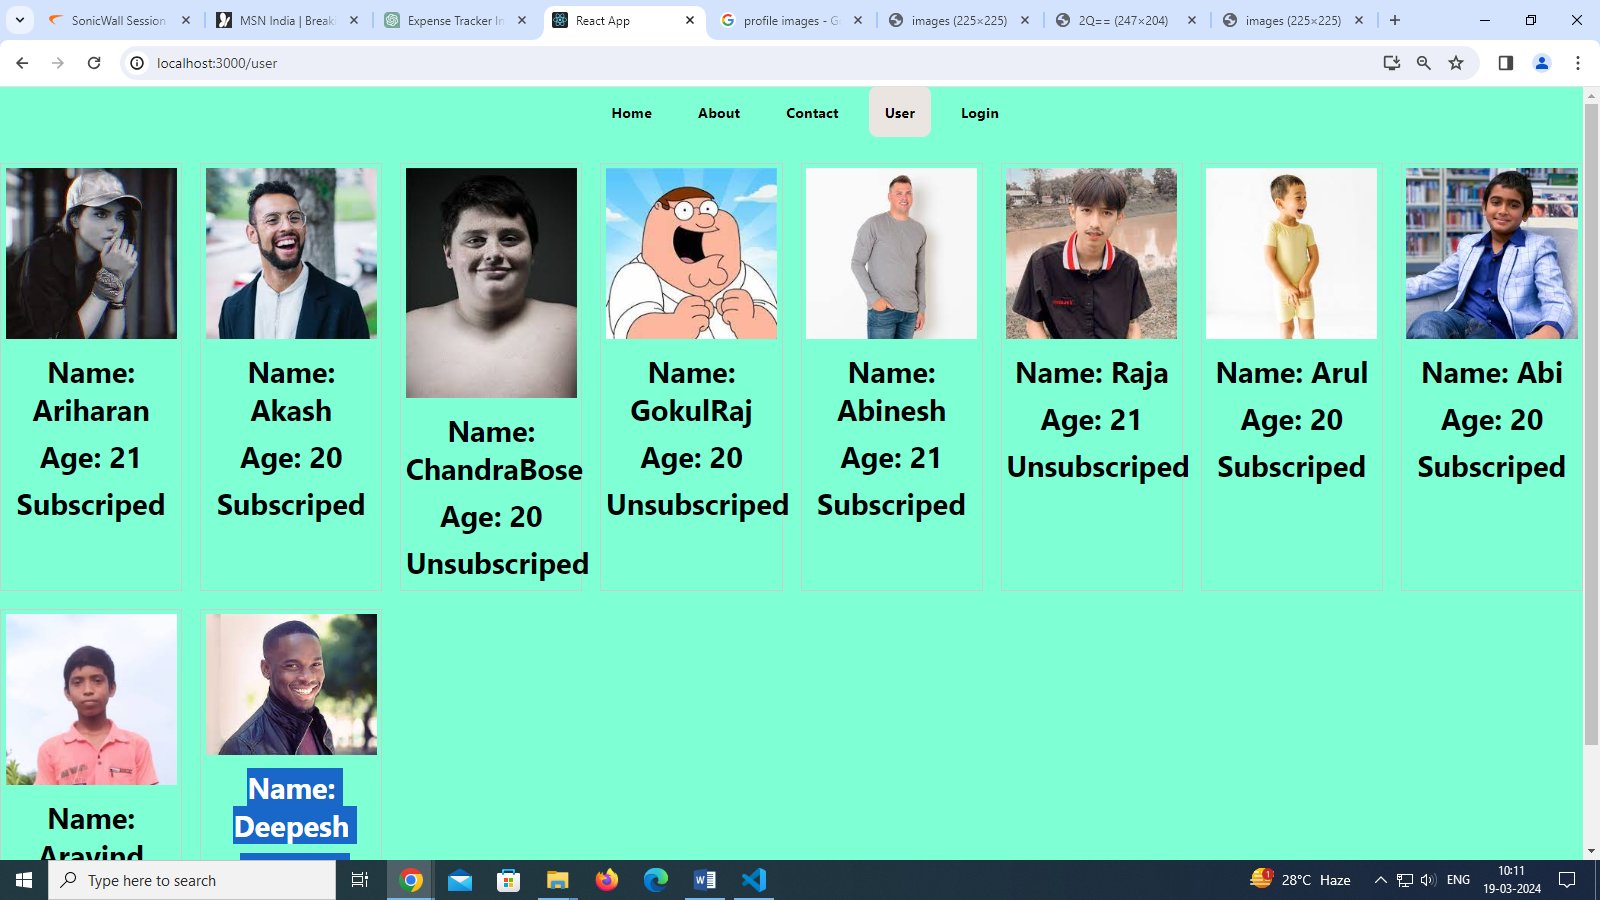 SonicWall Session
MSN India | Break
Expense Tracker In
React App
profile images - G
images (225×225)
2Q== (247×204)
images (225×225)
localhost:3000/user
Home
About
Contact
User
Login
Name:
Ariharan
Age: 21
Subscriped
Name:
Akash
Age: 20
Subscriped
Name:
ChandraBose
Age: 20
Unsubscriped
Name:
GokulRaj
Age: 20
Unsubscriped
Name:
Abinesh
Age: 21
Subscriped
Name: Raja
Age: 21
Unsubscriped
Name: Arul
Age: 20
Subscriped
Name: Abi
Age: 20
Subscriped
Name:
Aravind
Name:
Deepesh
Type here to search
1
28°C Haze
ENG
10:11
19-03-2024